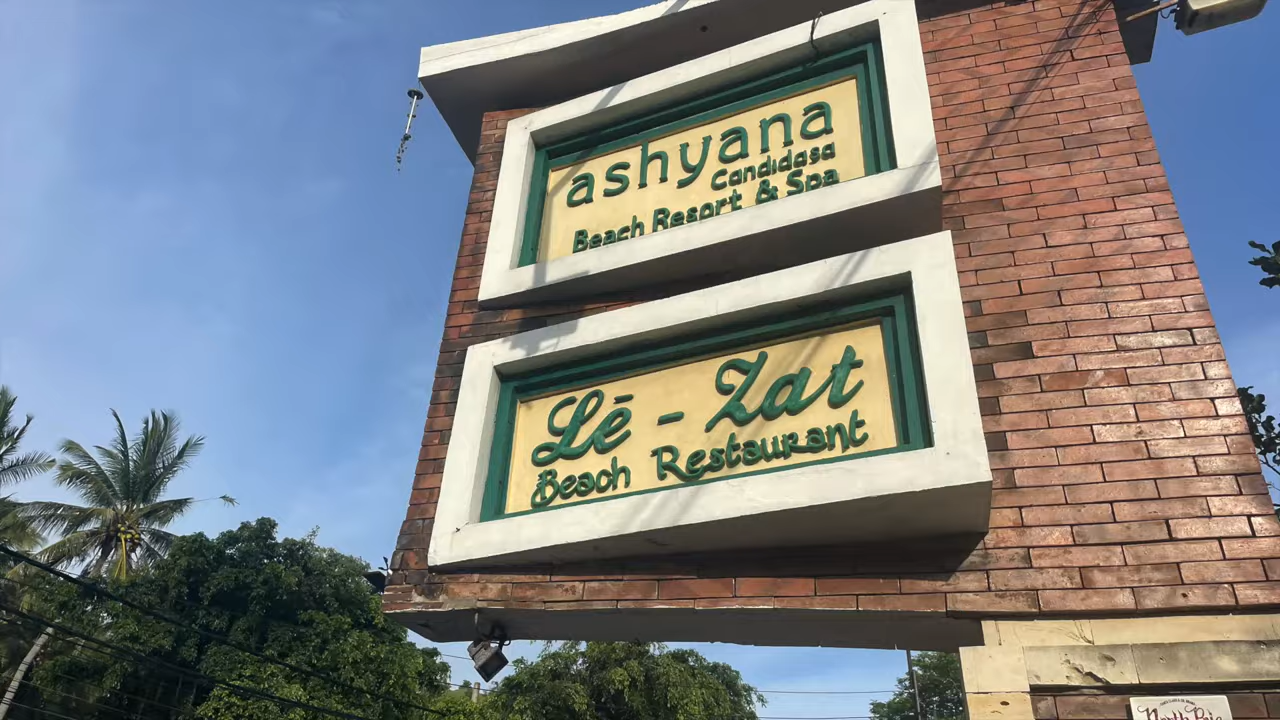 ashyana
Candidasa
Beach Resort & Spa
Lē - Zat
Beach Restaurant